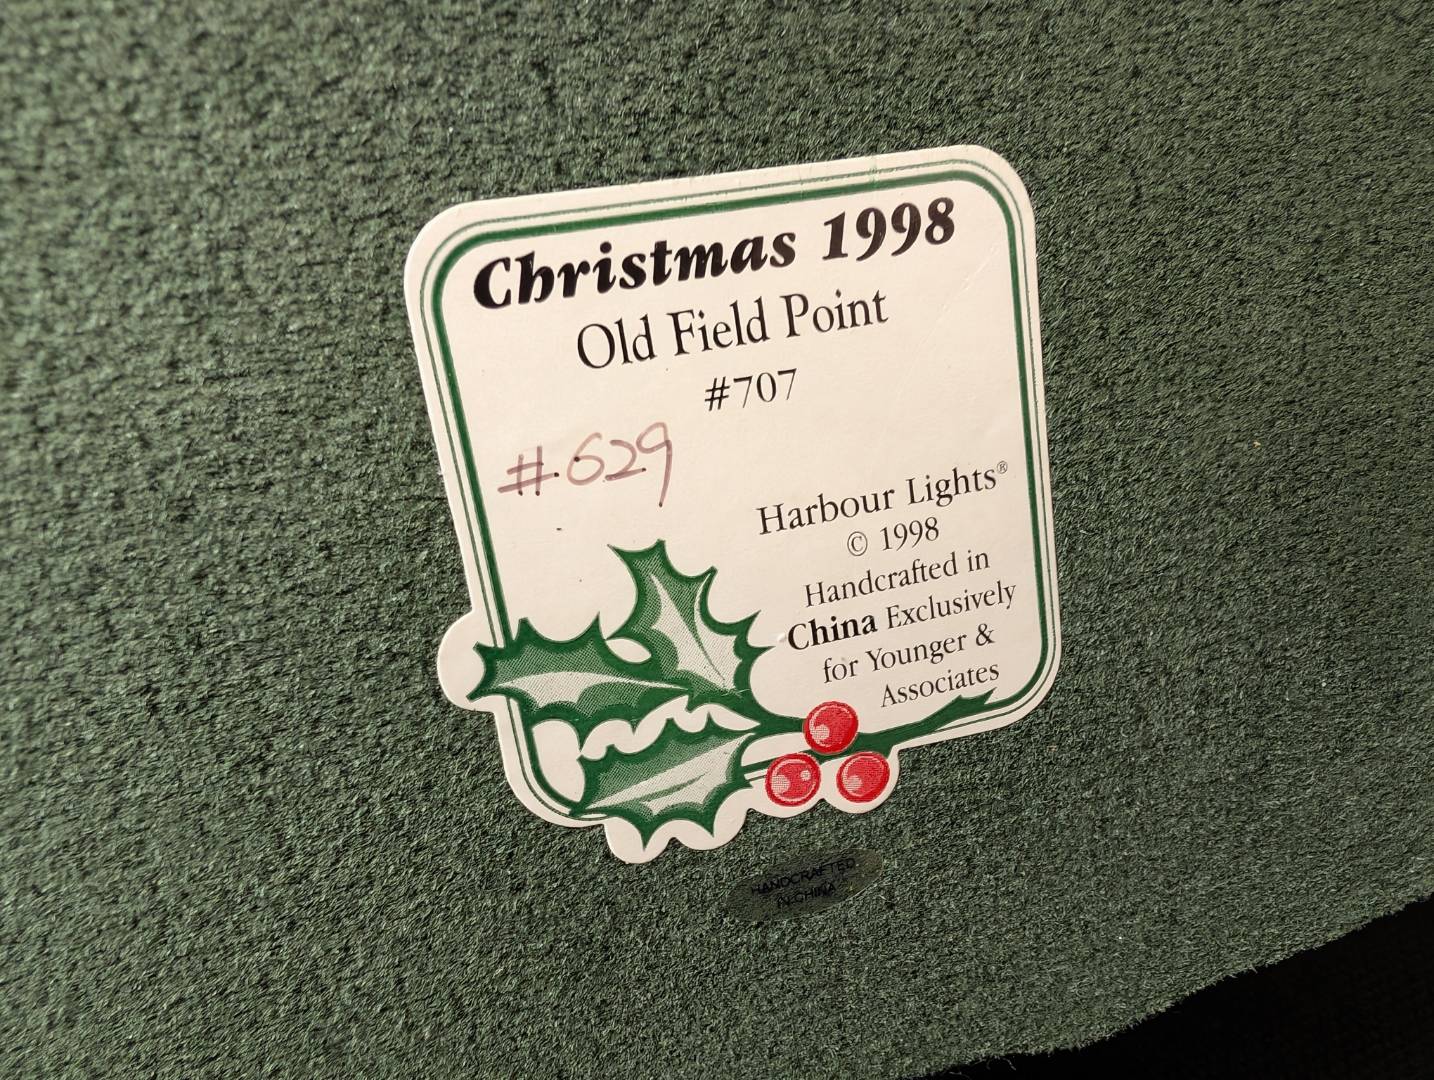 Christmas 1998
Old Field Point
#707
#629
Harbour Lights®
© 1998
Handcrafted in
China Exclusively
for Younger &
Associates
HANDCRAFTED
IN CHINA